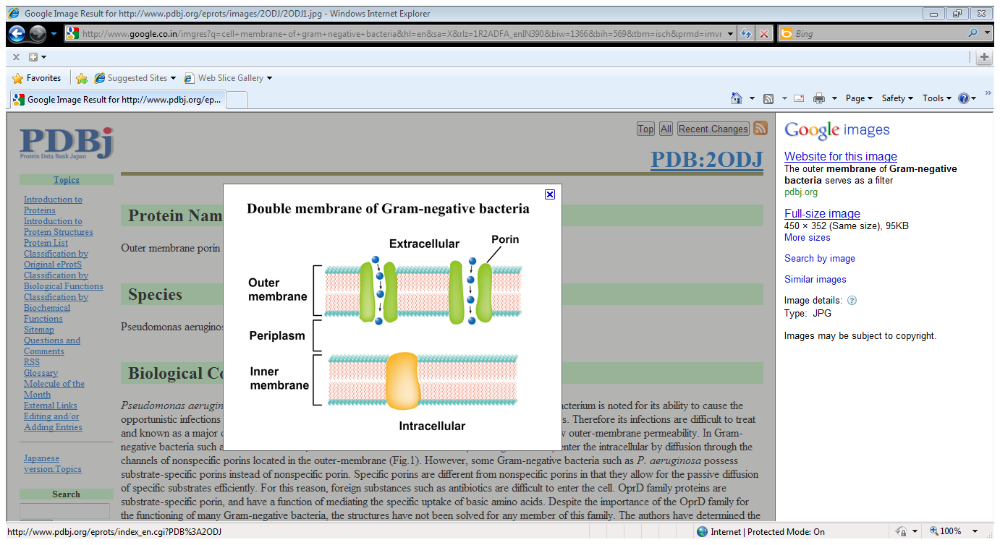 Google Image Result for http://www.pdbj.org/eprots/images/2ODJ/2ODJ1.jpg - Windows Internet Explorer
http://www.google.co.in/imgres?q=cell+membrane+of+gram+negative+bacteria&hl=en&sa=X&rlz=1R2ADFA_enIN390&biw=1366&bih=569&tbm=isch&prmd=imvr
Bing
x
Favorites
Suggested Sites
Web Slice Gallery
Google Image Result for http://www.pdbj.org/ep...
Page
Safety
Tools
PDBj
Protein Data Bank Japan
Top
All
Recent Changes
PDB:2ODJ
Topics
Introduction to
Proteins
Introduction to
Protein Structures
Protein List
Classification by
Original eProtS
Classification by
Biological Functions
Classification by
Biochemical
Functions
Sitemap
Questions and
Comments
RSS
Glossary
Molecule of the
Month
External Links
Editing and/or
Adding Entries
Japanese
version:Topics
Search
Protein Nam
Outer membrane porin
Species
Pseudomonas aerugino
Biological Co
Pseudomonas aerugin acterium is noted for its ability to cause the
opportunistic infections s. Therefore its infections are difficult to treat
and known as a major outer-membrane permeability. In Gram-
negative bacteria such a enter the intracellular by diffusion through the
channels of nonspecific porins located in the outer-membrane (Fig.1). However, some Gram-negative bacteria such as P. aeruginosa possess
substrate-specific porins instead of nonspecific porin. Specific porins are different from nonspecific porins in that they allow for the passive diffusion
of specific substrates efficiently. For this reason, foreign substances such as antibiotics are difficult to enter the cell. OprD family proteins are
substrate-specific porin, and have a function of mediating the specific uptake of basic amino acids. Despite the importance of the OprD family for
the functioning of many Gram-negative bacteria, the structures have not been solved for any member of this family. The authors have determined the
Double membrane of Gram-negative bacteria
Extracellular
Porin
Outer
membrane
Periplasm
Inner
membrane
Intracellular
Google images
Website for this image
The outer membrane of Gram-negative
bacteria serves as a filter
pdbj.org
Full-size image
450 × 352 (Same size), 95KB
More sizes
Search by image
Similar images
Image details: ?
Type: JPG
Images may be subject to copyright.
http://www.pdbj.org/eprots/index_en.cgi?PDB%3A2ODJ
Internet | Protected Mode: On
100%